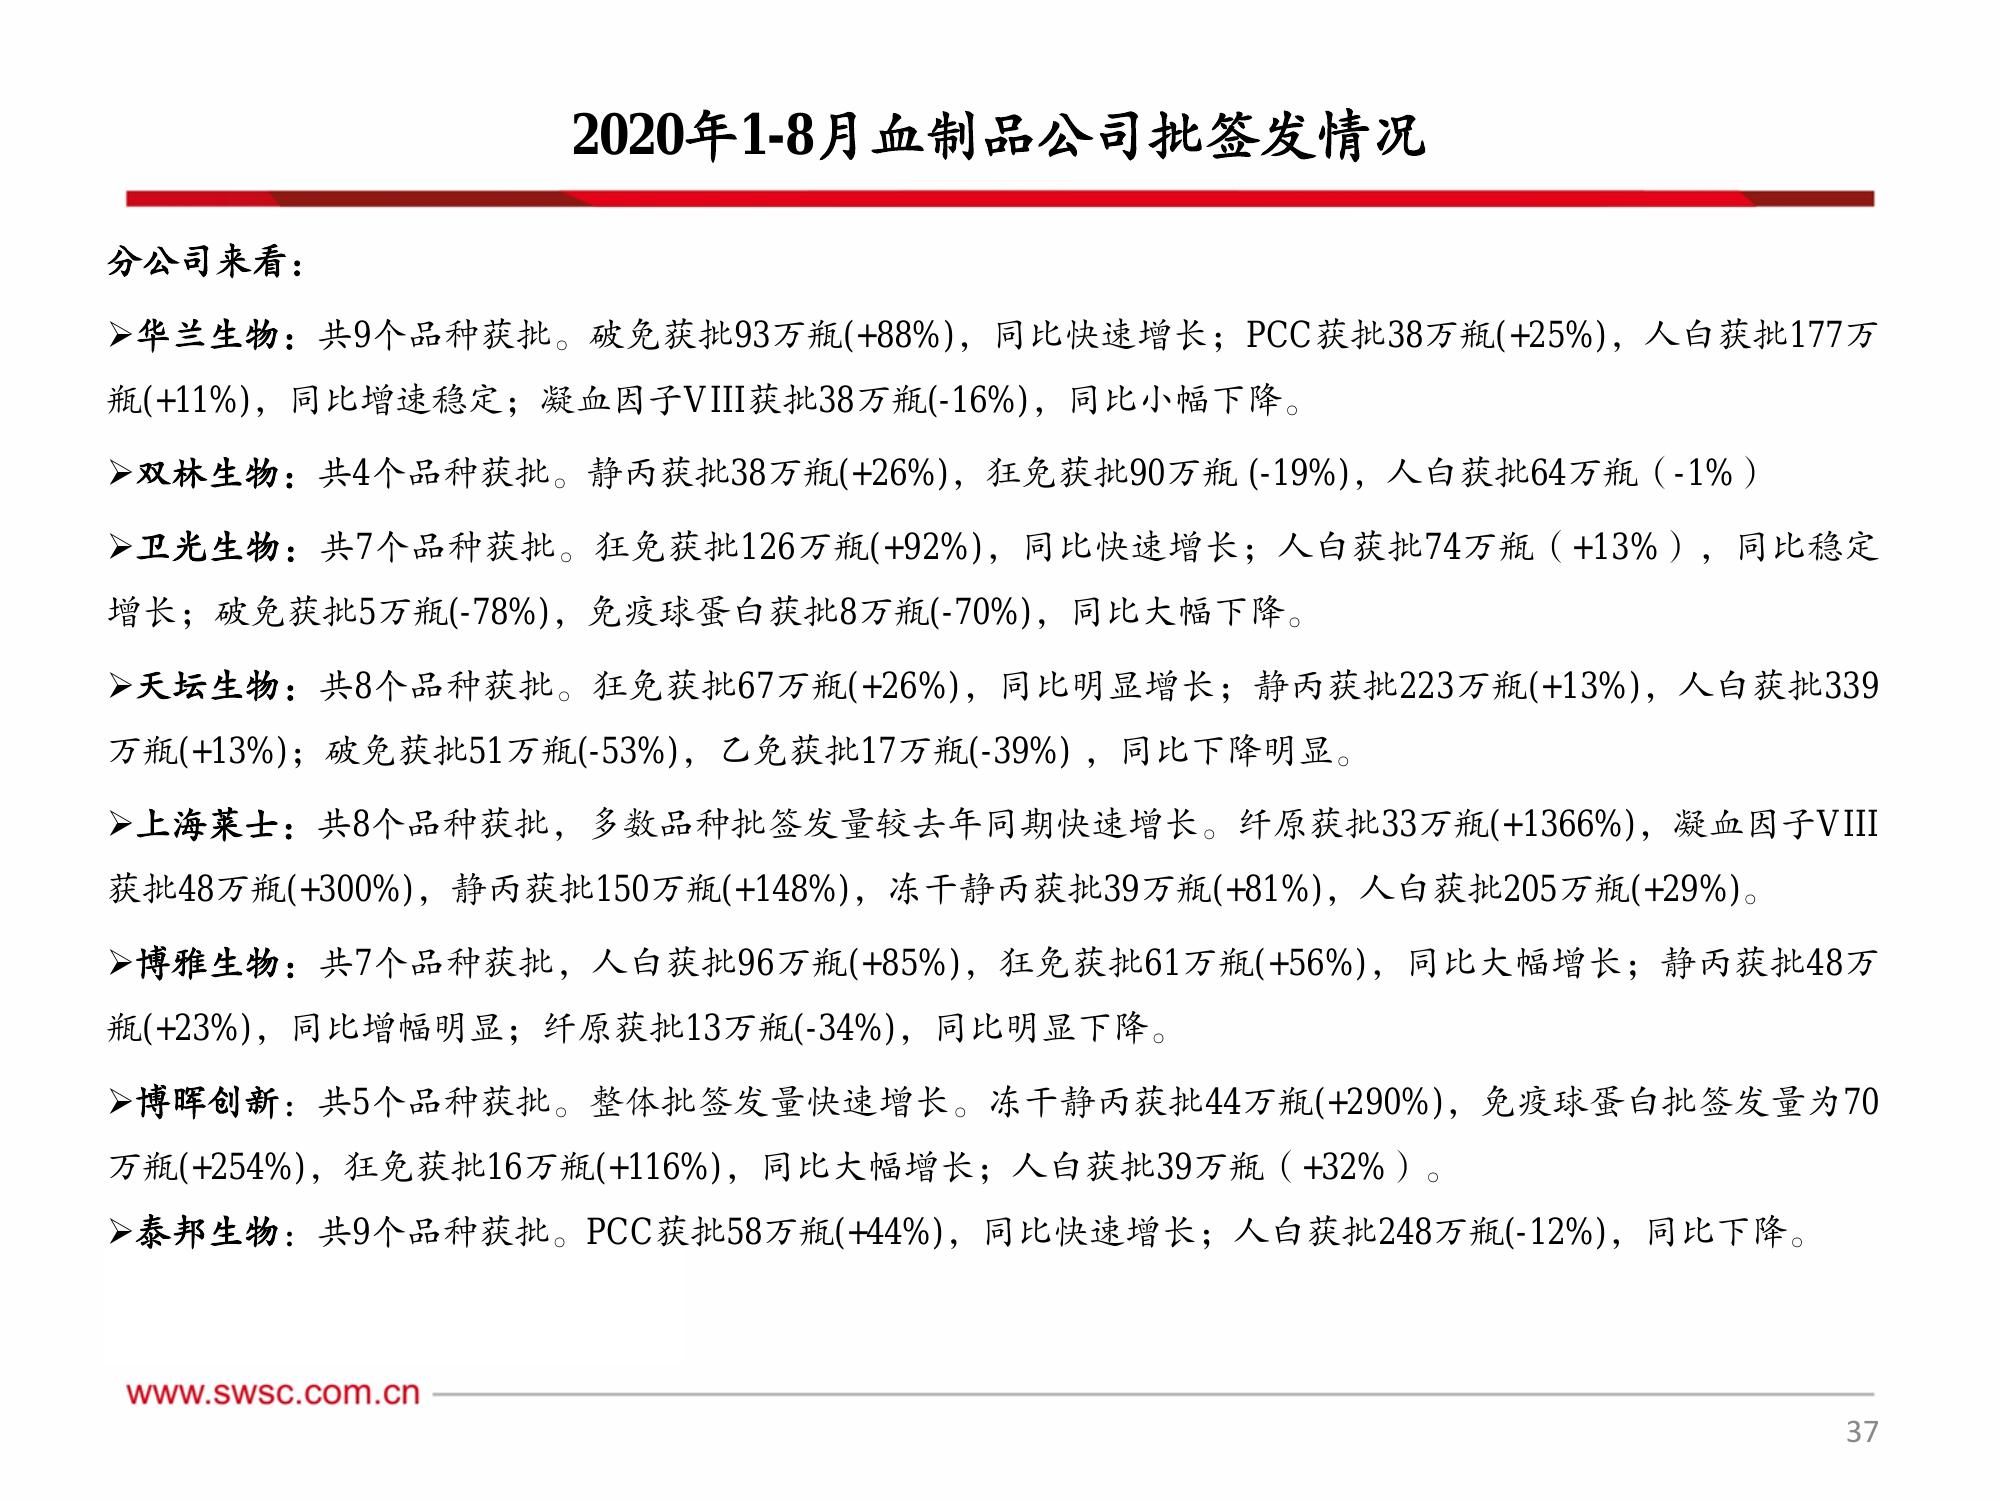 2020年1-8月血制品公司批签发情况
分公司来看：
➢华兰生物：共9个品种获批。破免获批93万瓶(+88%)，同比快速增长；PCC获批38万瓶(+25%)，人白获批177万
瓶(+11%)，同比增速稳定；凝血因子VIII获批38万瓶(-16%)，同比小幅下降。
➢双林生物：共4个品种获批。静丙获批38万瓶(+26%)，狂免获批90万瓶 (-19%)，人白获批64万瓶（-1%）
➢卫光生物：共7个品种获批。狂免获批126万瓶(+92%)，同比快速增长；人白获批74万瓶（+13%），同比稳定
增长；破免获批5万瓶(-78%)，免疫球蛋白获批8万瓶(-70%)，同比大幅下降。
➢天坛生物：共8个品种获批。狂免获批67万瓶(+26%)，同比明显增长；静丙获批223万瓶(+13%)，人白获批339
万瓶(+13%)；破免获批51万瓶(-53%)，乙免获批17万瓶(-39%) ，同比下降明显。
➢上海莱士：共8个品种获批，多数品种批签发量较去年同期快速增长。纤原获批33万瓶(+1366%)，凝血因子VIII
获批48万瓶(+300%)，静丙获批150万瓶(+148%)，冻干静丙获批39万瓶(+81%)，人白获批205万瓶(+29%)。
➢博雅生物：共7个品种获批，人白获批96万瓶(+85%)，狂免获批61万瓶(+56%)，同比大幅增长；静丙获批48万
瓶(+23%)，同比增幅明显；纤原获批13万瓶(-34%)，同比明显下降。
➢博晖创新：共5个品种获批。整体批签发量快速增长。冻干静丙获批44万瓶(+290%)，免疫球蛋白批签发量为70
万瓶(+254%)，狂免获批16万瓶(+116%)，同比大幅增长；人白获批39万瓶（+32%）。
➢泰邦生物：共9个品种获批。PCC获批58万瓶(+44%)，同比快速增长；人白获批248万瓶(-12%)，同比下降。
www.swsc.com.cn
37